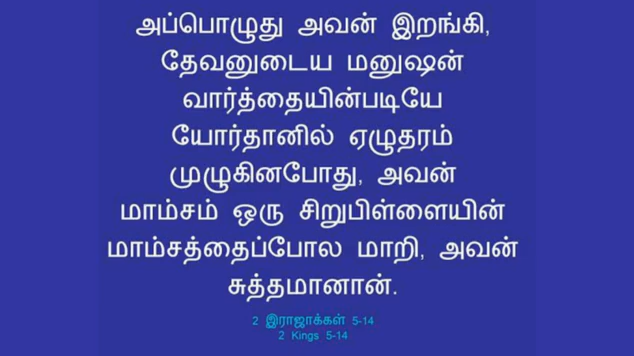 அப்பொழுது அவன் இறங்கி,
தேவனுடைய மனுஷன்
வார்த்தையின்படியே
யோர்தானில் ஏழுதரம்
முழுகினபோது, அவன்
மாம்சம் ஒரு சிறுபிள்ளையின்
மாம்சத்தைப்போல மாறி, அவன்
சுத்தமானான்.
2 இராஜாக்கள் 5-14
2 Kings 5-14